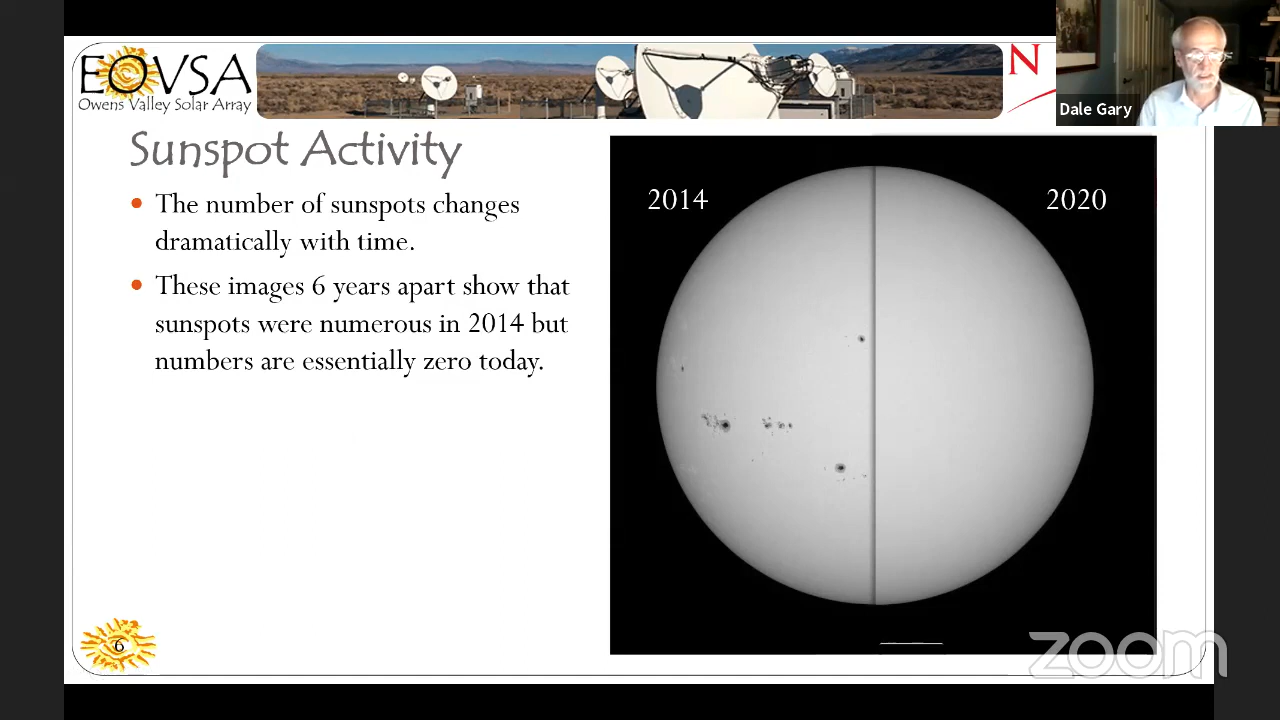 EOVSA
Owens Valley Solar Array
N
Dale Gary
Sunspot Activity
The number of sunspots changes
dramatically with time.
These images 6 years apart show that
sunspots were numerous in 2014 but
numbers are essentially zero today.
2014
2020
6
zoom